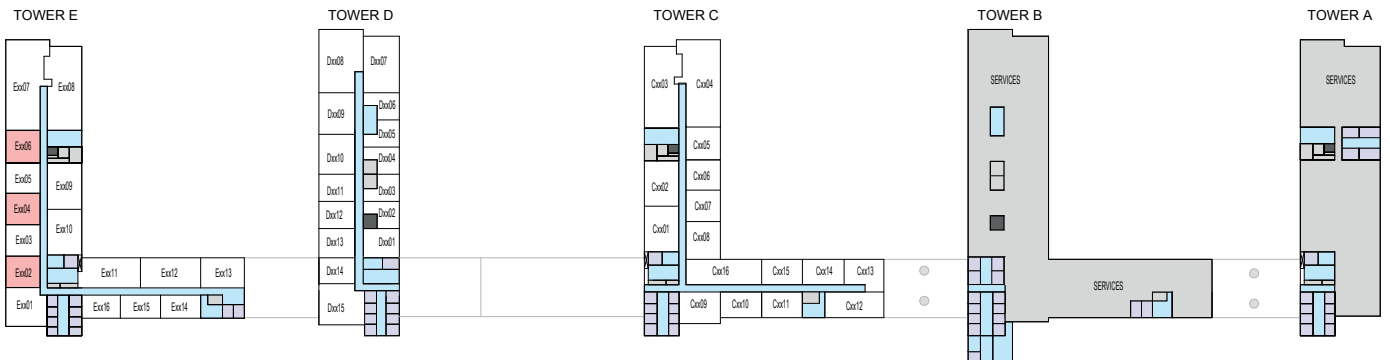 TOWER E
TOWER D
TOWER C
TOWER B
TOWER A
Exx07
Exx08
Exx06
Exx05
Exx09
Exx04
Exx03
Exx10
Exx02
Exx11
Exx12
Exx13
Exx01
Exx16
Exx15
Exx14
Dxx08
Dxx07
Dxx09
Dxx06
Dxx05
Dxx10
Dxx04
Dxx11
Dxx03
Dxx12
Dxx02
Dxx13
Dxx01
Dxx14
Dxx15
Cxx03
Cxx04
Cxx05
Cxx02
Cxx06
Cxx07
Cxx01
Cxx08
Cxx16
Cxx15
Cxx14
Cxx13
Cxx09
Cxx10
Cxx11
Cxx12
SERVICES
SERVICES
SERVICES